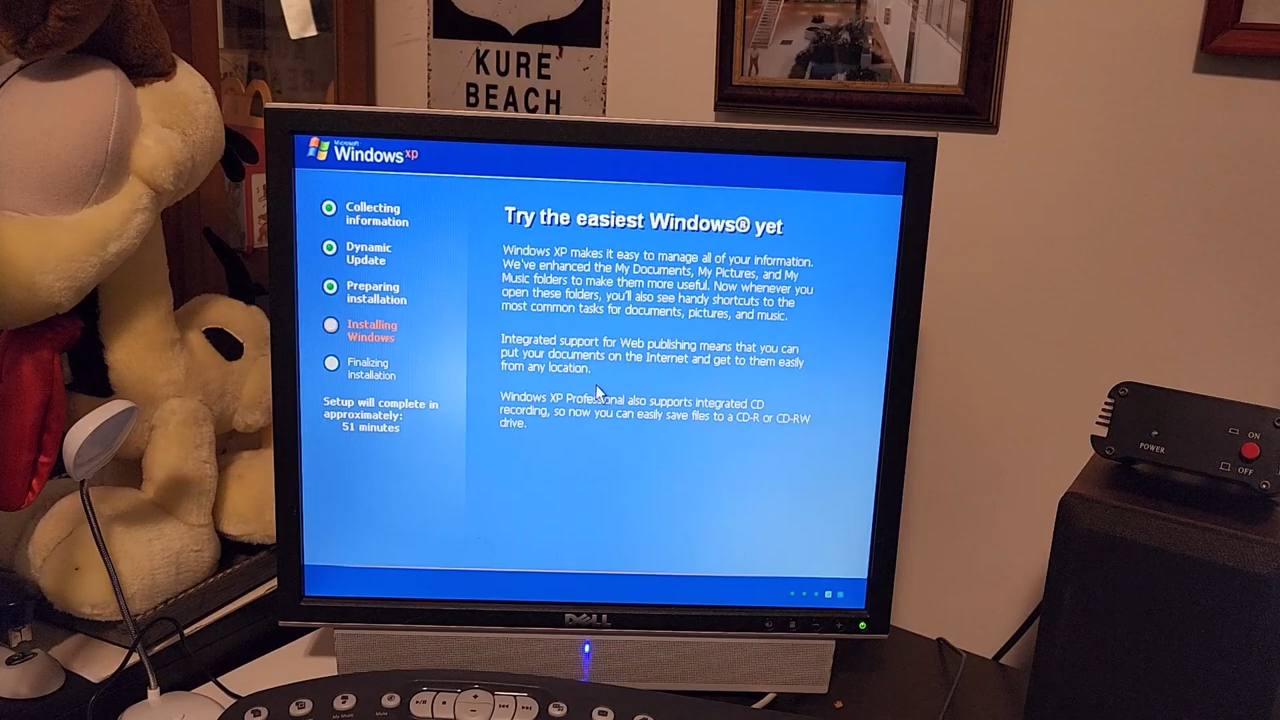 KURE
BEACH
Microsoft
Windows xp
Collecting
information
Dynamic
Update
Preparing
installation
Installing
Windows
Finalizing
installation
Setup will complete in
approximately:
51 minutes
Try the easiest Windows® yet
Windows XP makes it easy to manage all of your information.
We've enhanced the My Documents, My Pictures, and My
Music folders to make them more useful. Now whenever you
open these folders, you'll also see handy shortcuts to the
most common tasks for documents, pictures, and music.
Integrated support for Web publishing means that you can
put your documents on the Internet and get to them easily
from any location.
Windows XP Professional also supports integrated CD
recording, so now you can easily save files to a CD-R or CD-RW
drive.
DELL
POWER
ON
OFF
My Music
Mute